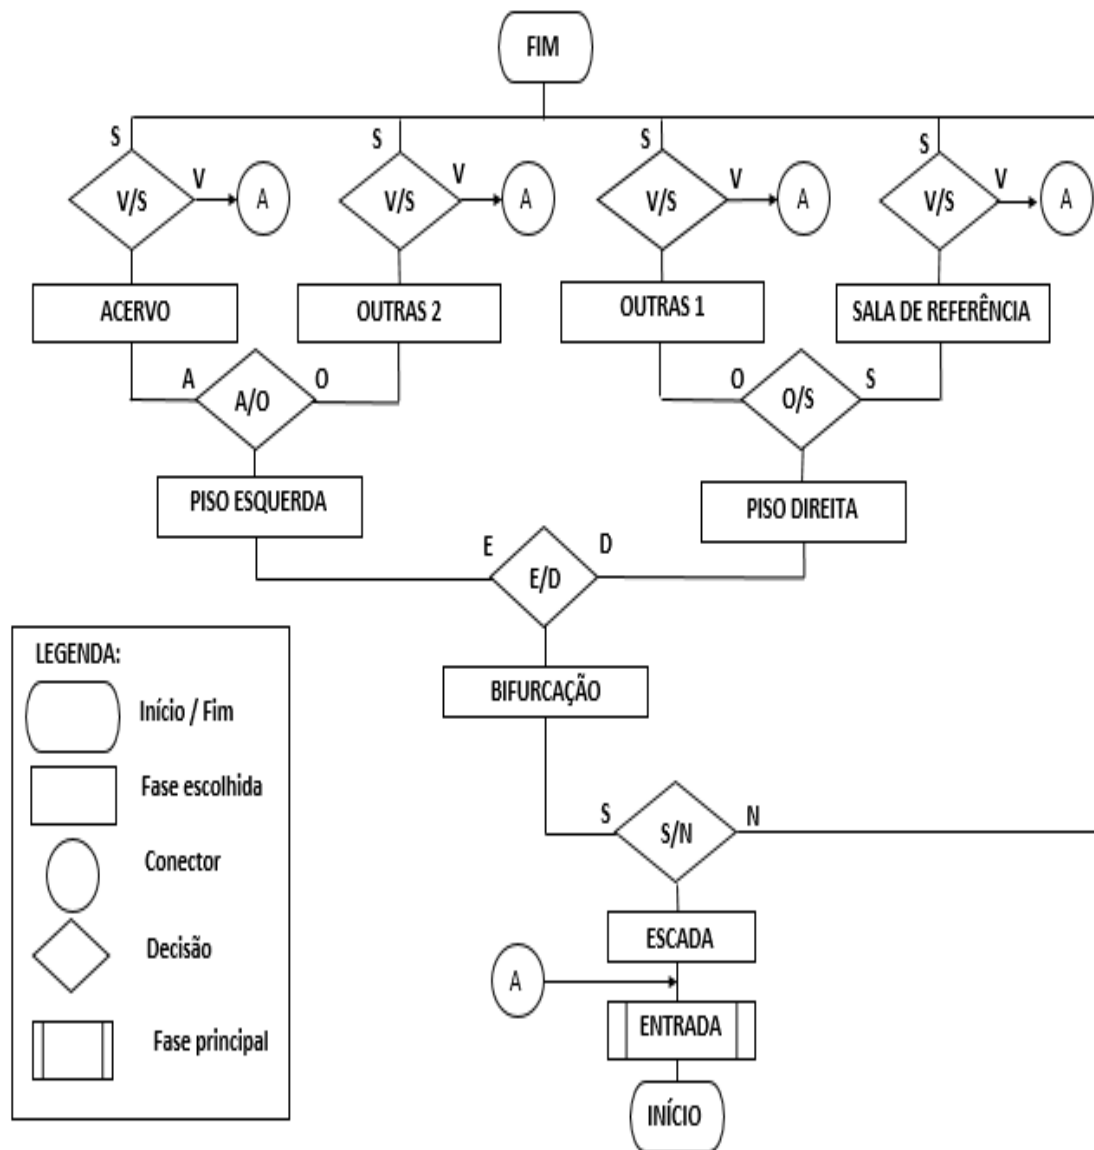 FIM
S
S
S
S
V/S
V
A
V/S
V
A
V/S
V
A
V/S
V
A
ACERVO
OUTRAS 2
OUTRAS 1
SALA DE REFERÊNCIA
A
A/O
O
O
O/S
S
PISO ESQUERDA
PISO DIREITA
E
E/D
D
BIFURCAÇÃO
S
S/N
N
ESCADA
A
ENTRADA
INÍCIO
LEGENDA:
Início / Fim
Fase escolhida
Conector
Decisão
Fase principal